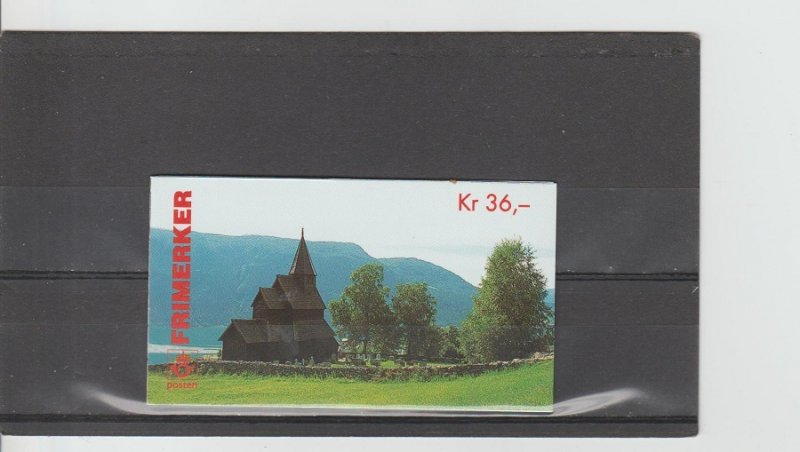 Kr 36,–
FRIMERKER
posten